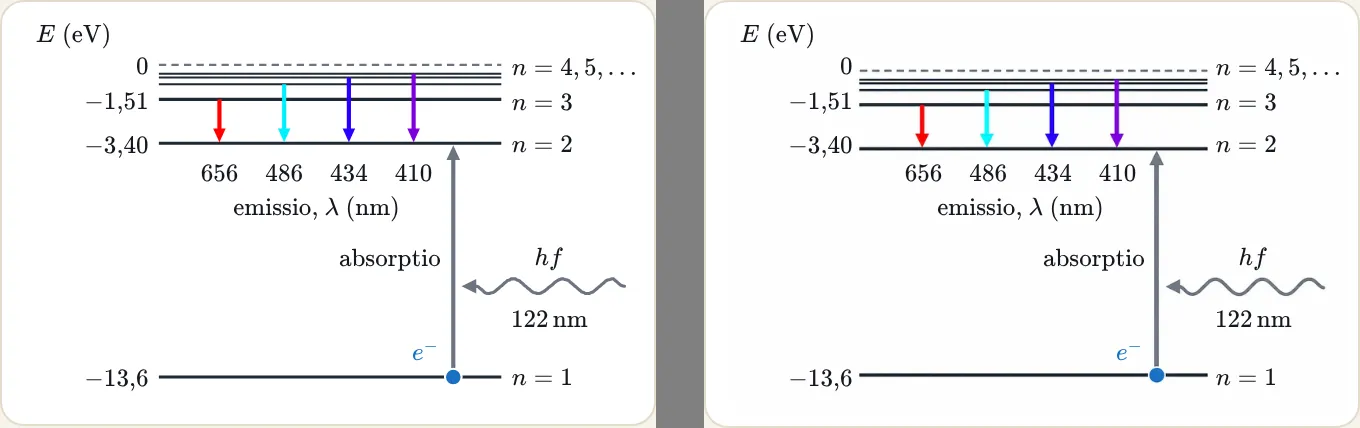 E (eV)
0
n = 4, 5, ...
−1,51
n = 3
−3,40
n = 2
656 486 434 410
emissio, λ (nm)
absorptio
hf
122 nm
e⁻
−13,6
n = 1
E (eV)
0
n = 4, 5, ...
−1,51
n = 3
−3,40
n = 2
656 486 434 410
emissio, λ (nm)
absorptio
hf
122 nm
e⁻
−13,6
n = 1